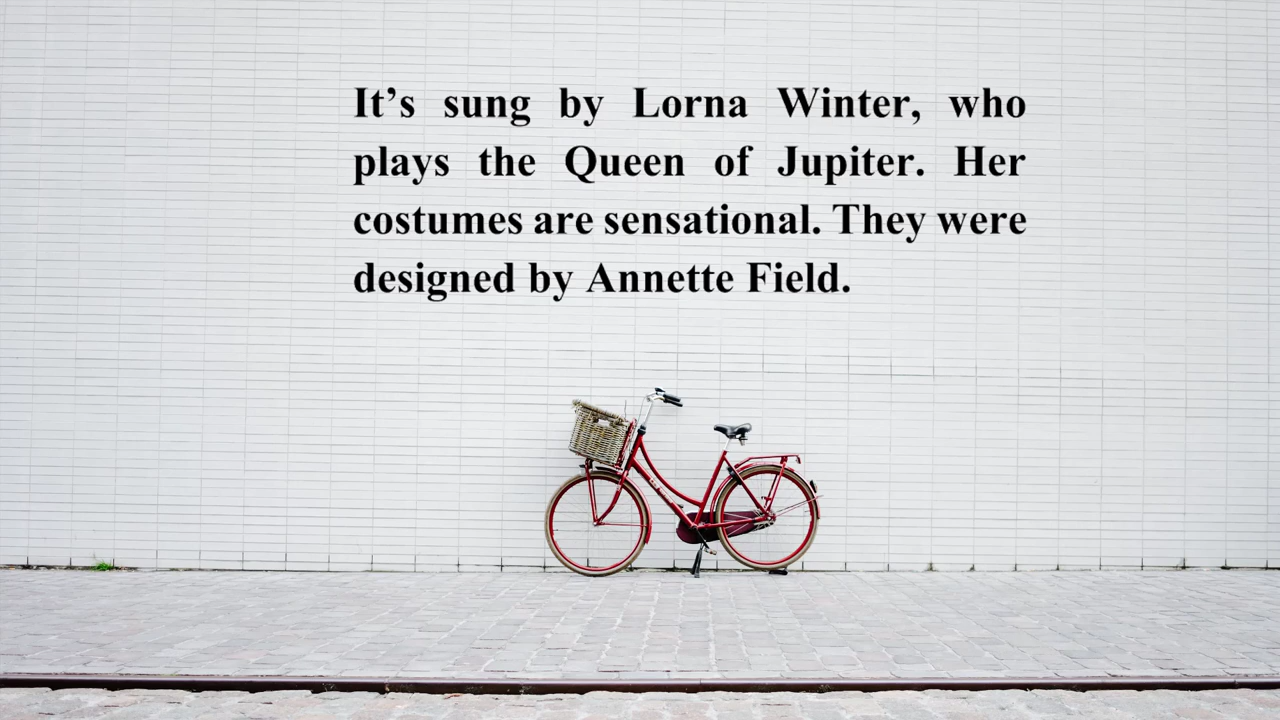 It’s sung by Lorna Winter, who
plays the Queen of Jupiter. Her
costumes are sensational. They were
designed by Annette Field.